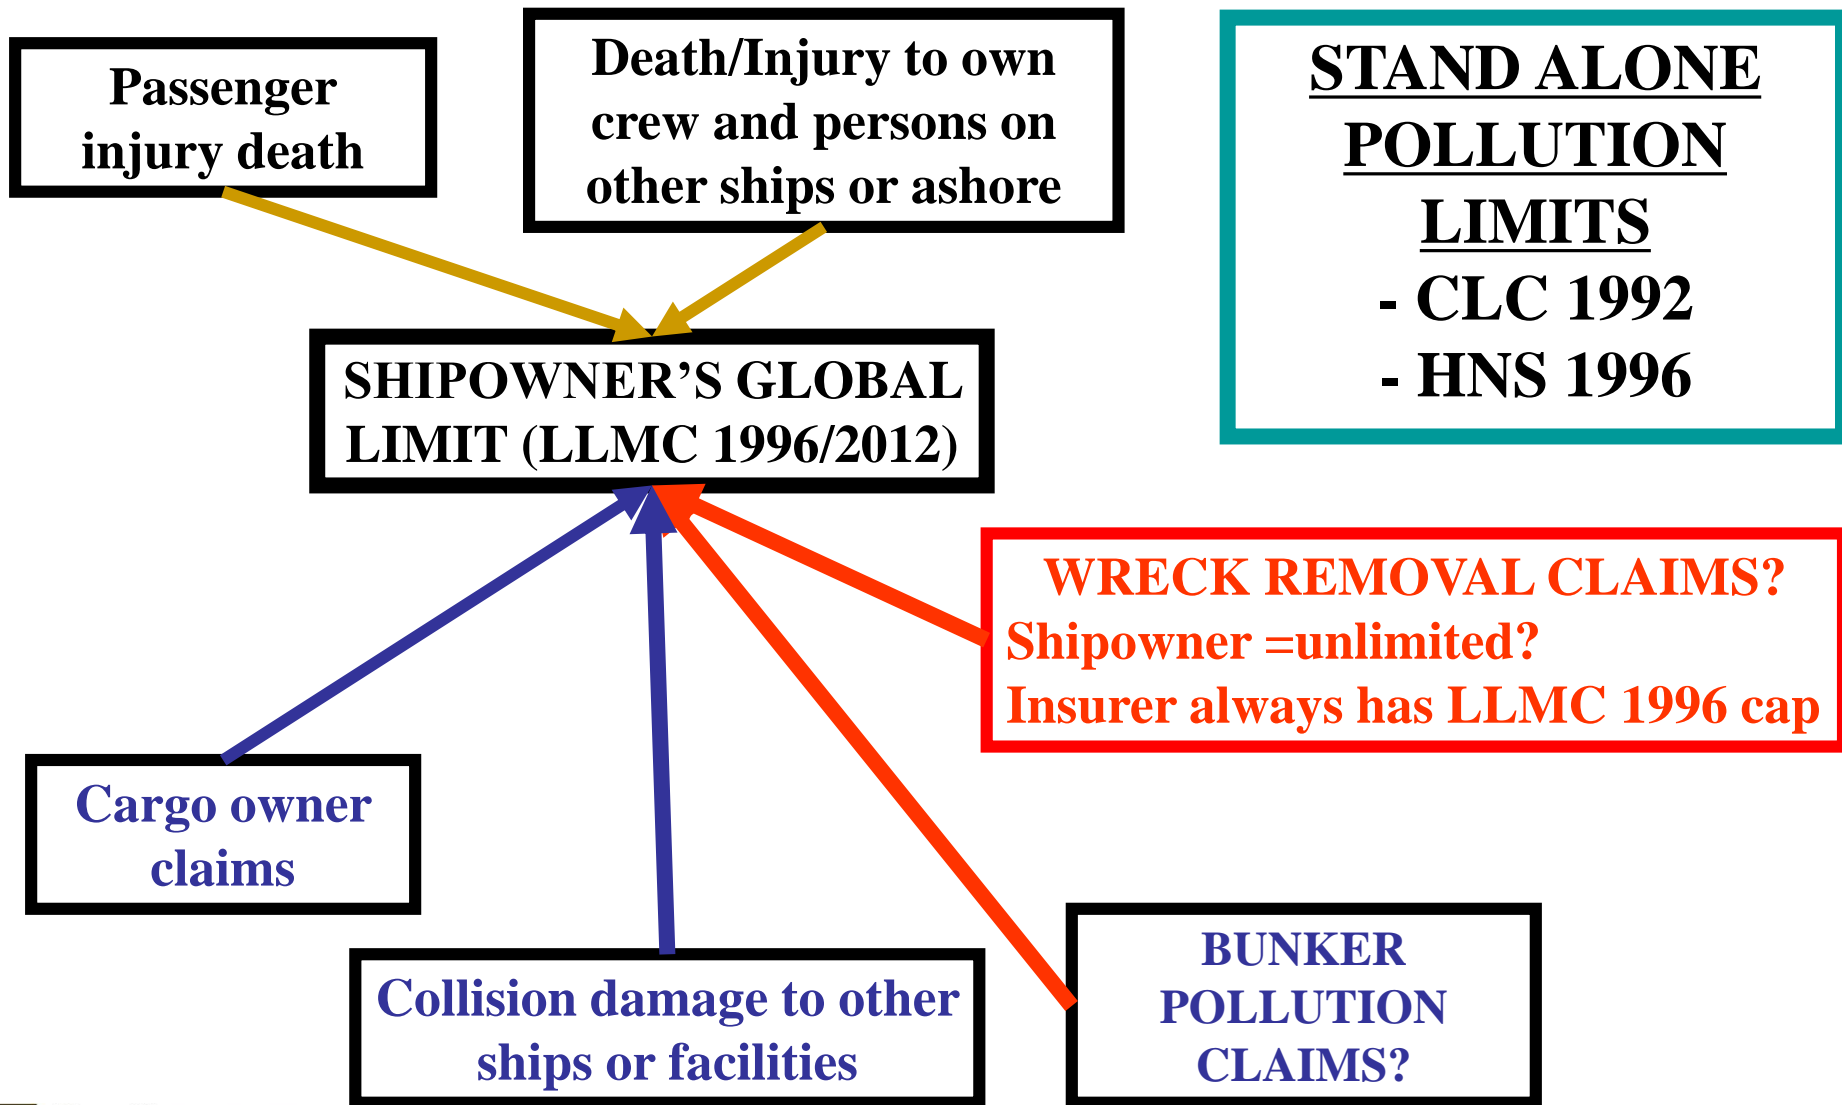 Passenger
injury death
Death/Injury to own
crew and persons on
other ships or ashore
STAND ALONE
POLLUTION
LIMITS
- CLC 1992
- HNS 1996
SHIPOWNER’S GLOBAL
LIMIT (LLMC 1996/2012)
WRECK REMOVAL CLAIMS?
Shipowner =unlimited?
Insurer always has LLMC 1996 cap
Cargo owner
claims
Collision damage to other
ships or facilities
BUNKER
POLLUTION
CLAIMS?